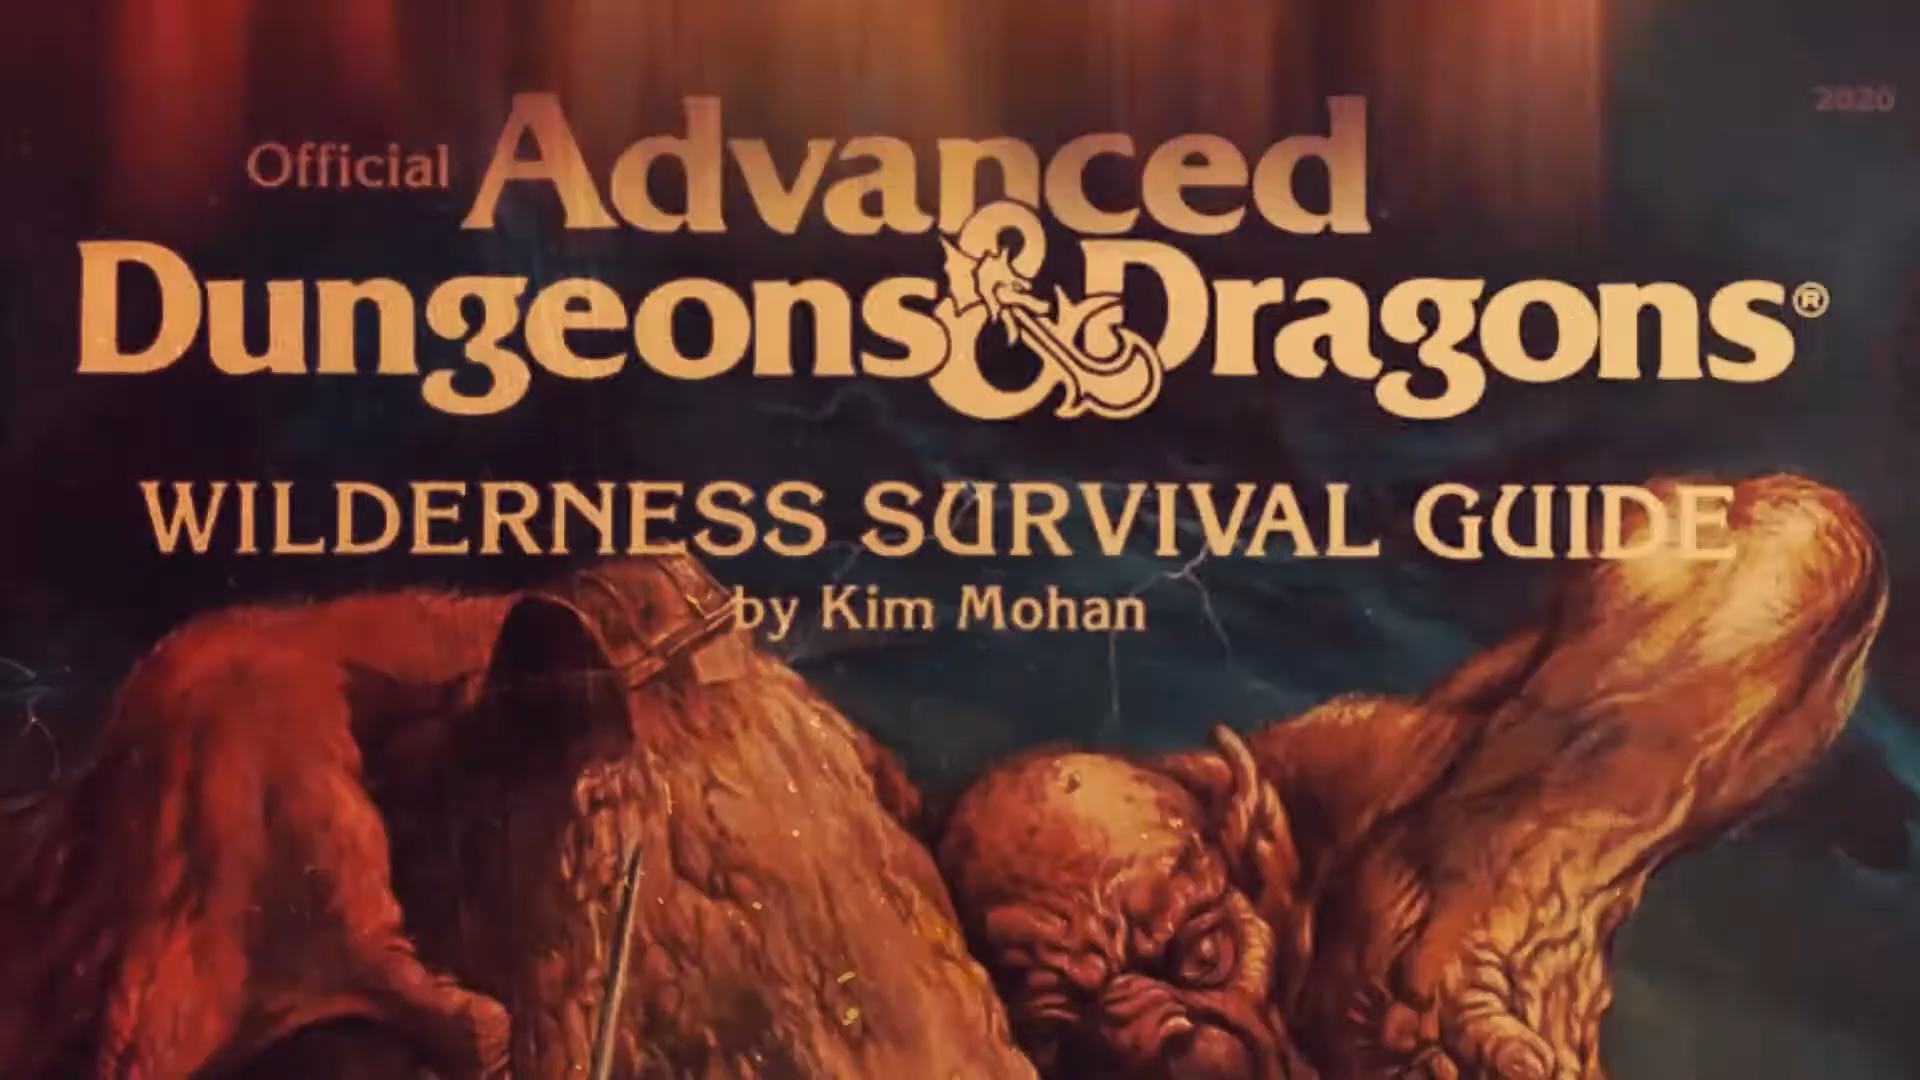 2020
Official Advanced
Dungeons & Dragons®
WILDERNESS SURVIVAL GUIDE
by Kim Mohan